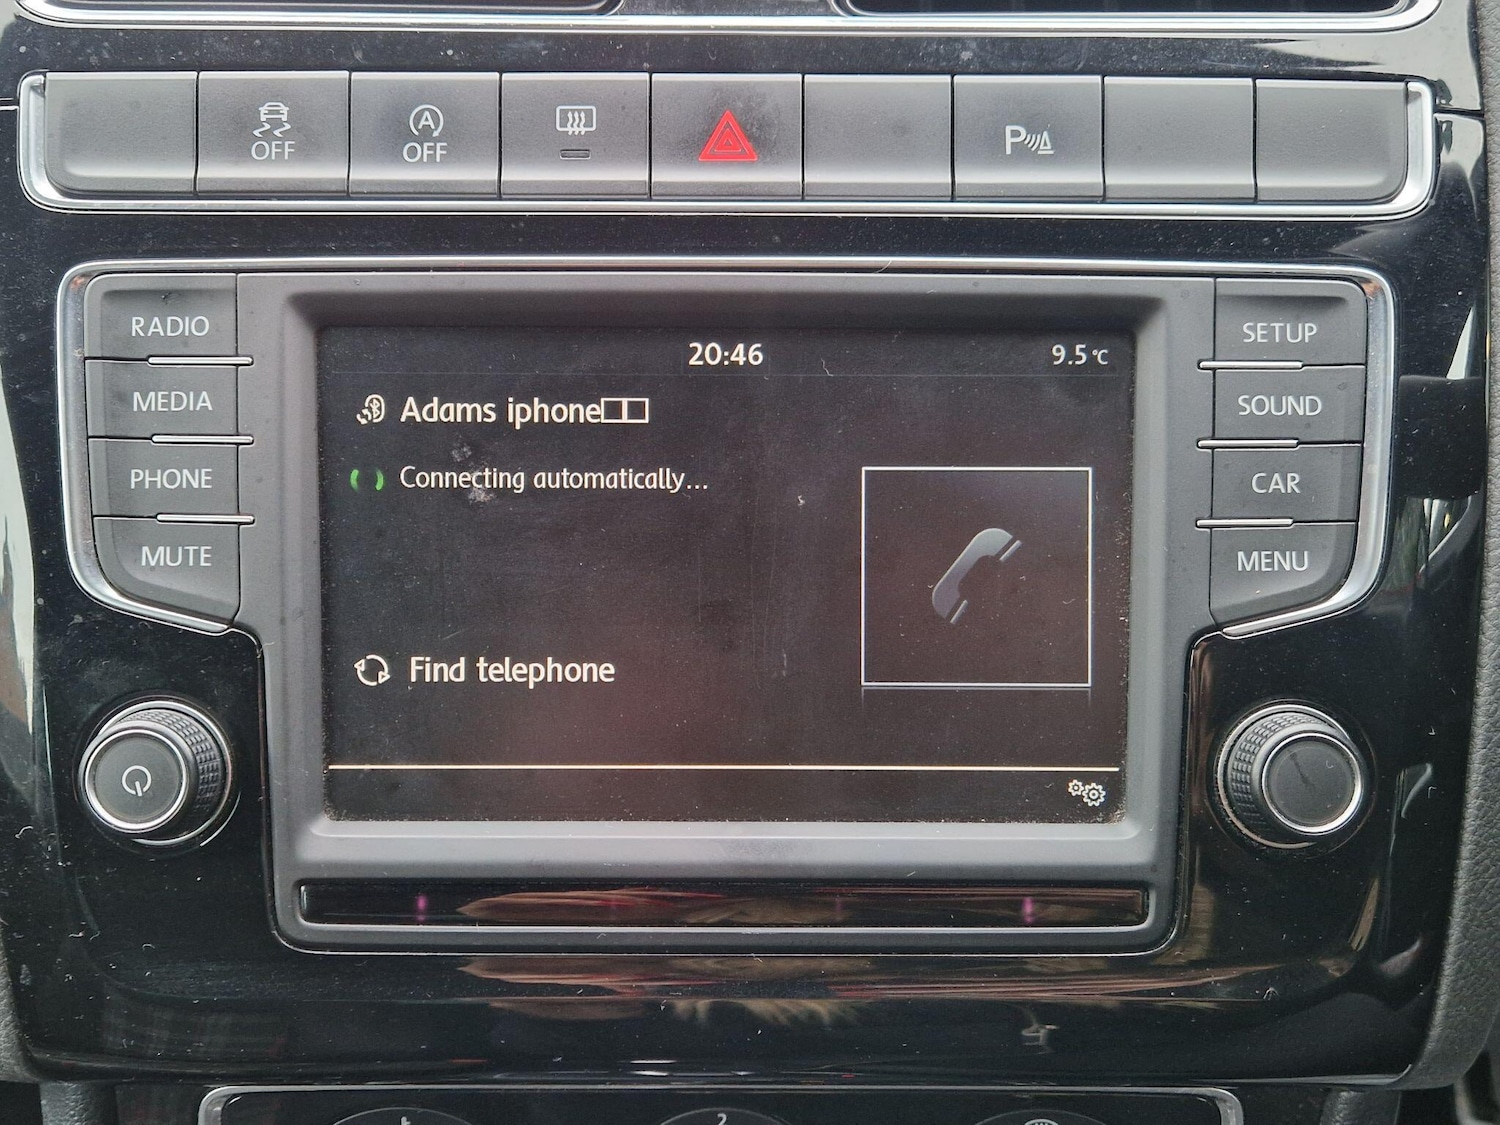 OFF
A
OFF
P
RADIO
MEDIA
PHONE
MUTE
20:46
9.5 °C
Adams iphone□□
Connecting automatically...
Find telephone
SETUP
SOUND
CAR
MENU
2